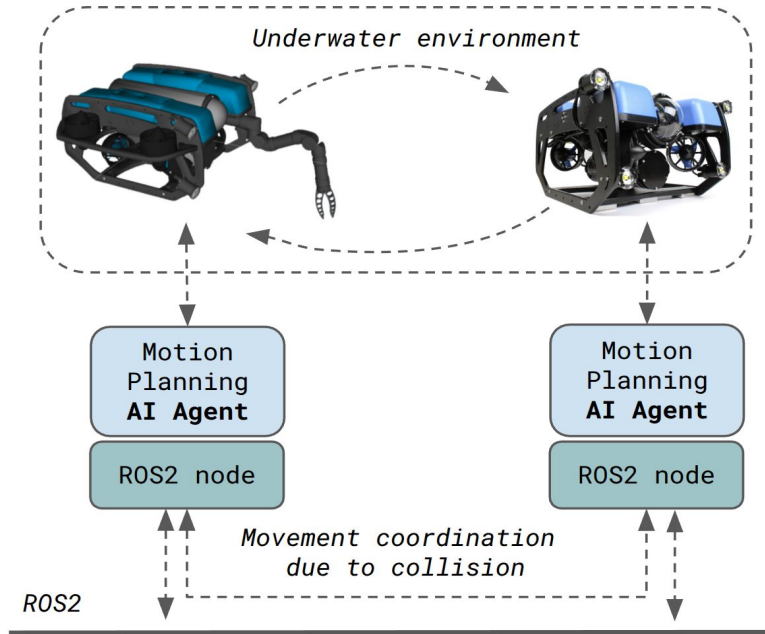 Underwater environment
Motion
Planning
AI Agent
Motion
Planning
AI Agent
ROS2 node
ROS2 node
Movement coordination
due to collision
ROS2